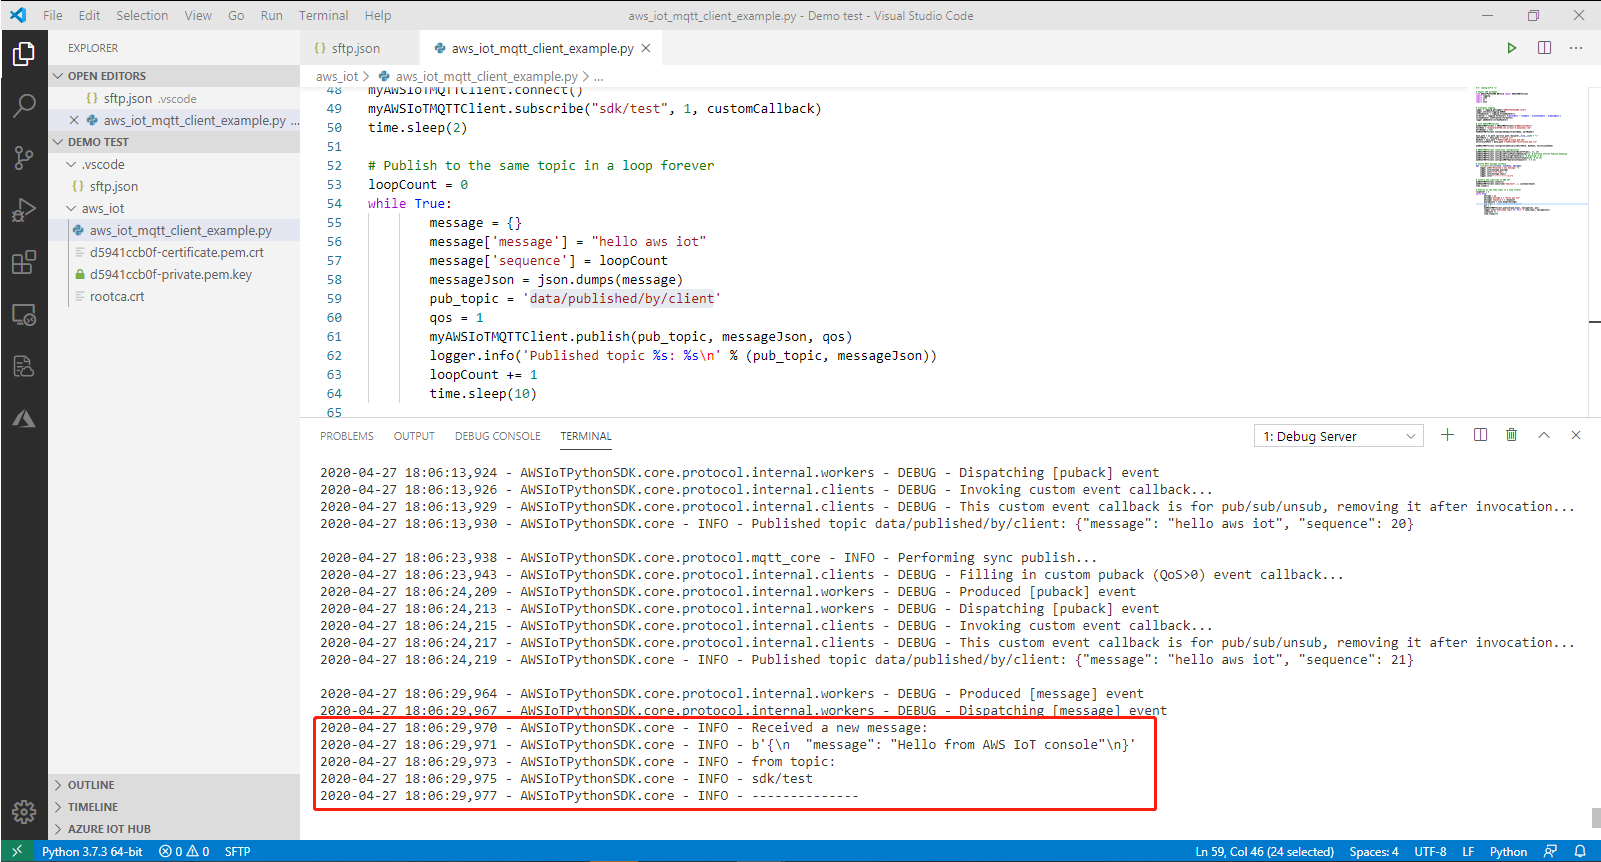 File Edit Selection View Go Run Terminal Help aws_iot_mqtt_client_example.py - Demo test - Visual Studio Code
EXPLORER
OPEN EDITORS
{} sftp.json .vscode
aws_iot_mqtt_client_example.py ...
DEMO TEST
.vscode
{} sftp.json
aws_iot
aws_iot_mqtt_client_example.py
d5941ccb0f-certificate.pem.crt
d5941ccb0f-private.pem.key
rootca.crt
OUTLINE
TIMELINE
AZURE IOT HUB
{} sftp.json aws_iot_mqtt_client_example.py
aws_iot > aws_iot_mqtt_client_example.py > ...
48 myAWSIoTMQTTClient.connect()
49 myAWSIoTMQTTClient.subscribe("sdk/test", 1, customCallback)
50 time.sleep(2)
51
52 # Publish to the same topic in a loop forever
53 loopCount = 0
54 while True:
55 message = {}
56 message['message'] = "hello aws iot"
57 message['sequence'] = loopCount
58 messageJson = json.dumps(message)
59 pub_topic = 'data/published/by/client'
60 qos = 1
61 myAWSIoTMQTTClient.publish(pub_topic, messageJson, qos)
62 logger.info('Published topic %s: %s\n' % (pub_topic, messageJson))
63 loopCount += 1
64 time.sleep(10)
65
PROBLEMS OUTPUT DEBUG CONSOLE TERMINAL 1: Debug Server
2020-04-27 18:06:13,924 - AWSIoTPythonSDK.core.protocol.internal.workers - DEBUG - Dispatching [puback] event
2020-04-27 18:06:13,926 - AWSIoTPythonSDK.core.protocol.internal.clients - DEBUG - Invoking custom event callback...
2020-04-27 18:06:13,929 - AWSIoTPythonSDK.core.protocol.internal.clients - DEBUG - This custom event callback is for pub/sub/unsub, removing it after invocation...
2020-04-27 18:06:13,930 - AWSIoTPythonSDK.core - INFO - Published topic data/published/by/client: {"message": "hello aws iot", "sequence": 20}
2020-04-27 18:06:23,938 - AWSIoTPythonSDK.core.protocol.mqtt_core - INFO - Performing sync publish...
2020-04-27 18:06:23,943 - AWSIoTPythonSDK.core.protocol.internal.clients - DEBUG - Filling in custom puback (QoS>0) event callback...
2020-04-27 18:06:24,209 - AWSIoTPythonSDK.core.protocol.internal.workers - DEBUG - Produced [puback] event
2020-04-27 18:06:24,213 - AWSIoTPythonSDK.core.protocol.internal.workers - DEBUG - Dispatching [puback] event
2020-04-27 18:06:24,215 - AWSIoTPythonSDK.core.protocol.internal.clients - DEBUG - Invoking custom event callback...
2020-04-27 18:06:24,217 - AWSIoTPythonSDK.core.protocol.internal.clients - DEBUG - This custom event callback is for pub/sub/unsub, removing it after invocation...
2020-04-27 18:06:24,219 - AWSIoTPythonSDK.core - INFO - Published topic data/published/by/client: {"message": "hello aws iot", "sequence": 21}
2020-04-27 18:06:29,964 - AWSIoTPythonSDK.core.protocol.internal.workers - DEBUG - Produced [message] event
2020-04-27 18:06:29,967 - AWSIoTPythonSDK.core.protocol.internal.workers - DEBUG - Dispatching [message] event
2020-04-27 18:06:29,970 - AWSIoTPythonSDK.core - INFO - Received a new message:
2020-04-27 18:06:29,971 - AWSIoTPythonSDK.core - INFO - b'{\n  "message": "Hello from AWS IoT console"\n}'
2020-04-27 18:06:29,973 - AWSIoTPythonSDK.core - INFO - from topic:
2020-04-27 18:06:29,975 - AWSIoTPythonSDK.core - INFO - sdk/test
2020-04-27 18:06:29,977 - AWSIoTPythonSDK.core - INFO - --------------
Python 3.7.3 64-bit 0 0 SFTP Ln 59, Col 46 (24 selected) Spaces: 4 UTF-8 LF Python